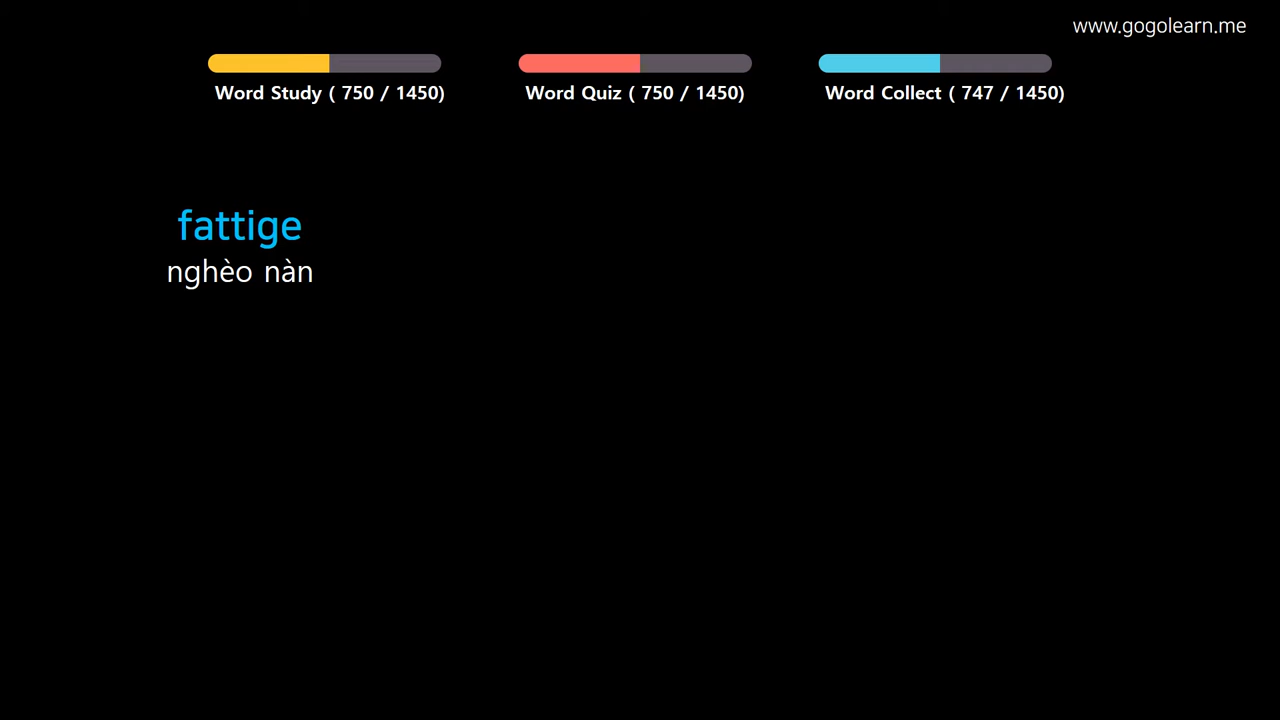 www.gogolearn.me
Word Study ( 750 / 1450)
Word Quiz ( 750 / 1450)
Word Collect ( 747 / 1450)
fattige
nghèo nàn